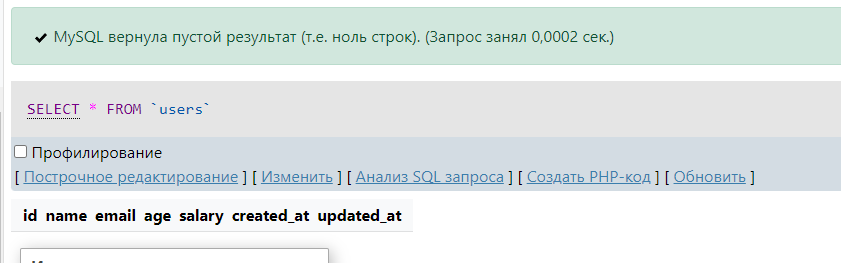 MySQL вернула пустой результат (т.е. ноль строк). (Запрос занял 0,0002 сек.)
SELECT * FROM `users`
Профилирование
[ Построчное редактирование ] [ Изменить ] [ Анализ SQL запроса ] [ Создать PHP-код ] [ Обновить ]
id name email age salary created_at updated_at